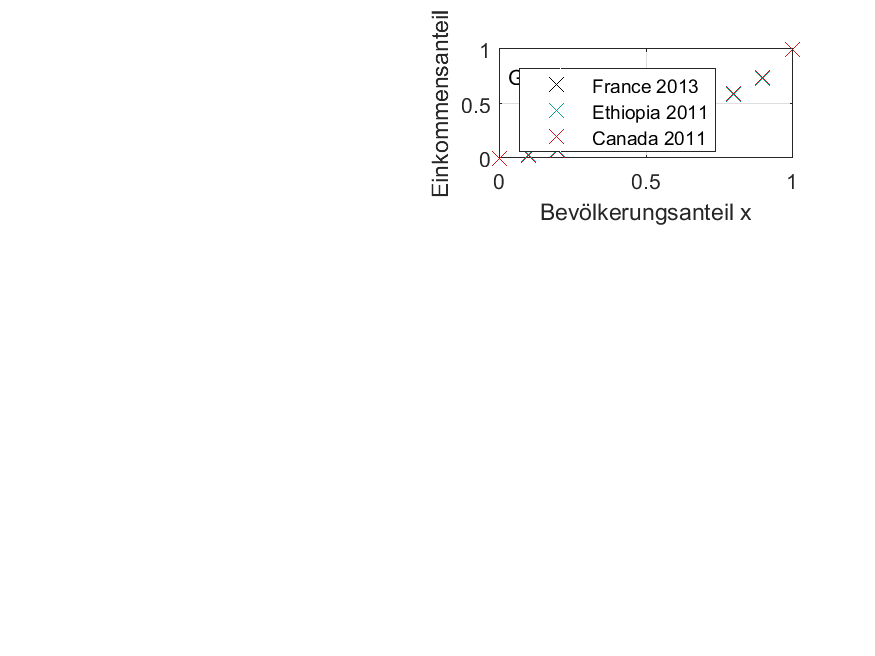 Einkommensanteil
1
0.5
0
G
France 2013
Ethiopia 2011
Canada 2011
0
0.5
1
Bevölkerungsanteil x